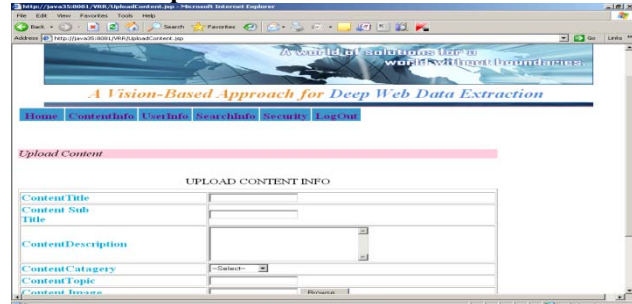 http://java35:8081/VRR/UploadContent.jsp - Microsoft Internet Explorer
File Edit View Favorites Tools Help
Back Search Favorites
Address http://java35:8081/VRR/UploadContent.jsp Go Links
A world of solutions for a
world without boundaries.
A Vision-Based Approach for Deep Web Data Extraction
Home ContentInfo UserInfo SearchInfo Security LogOut
Upload Content
UPLOAD CONTENT INFO
ContentTitle
Content Sub
Title
ContentDescription
ContentCatagery --Select--
ContentTopic
Content Image Browse